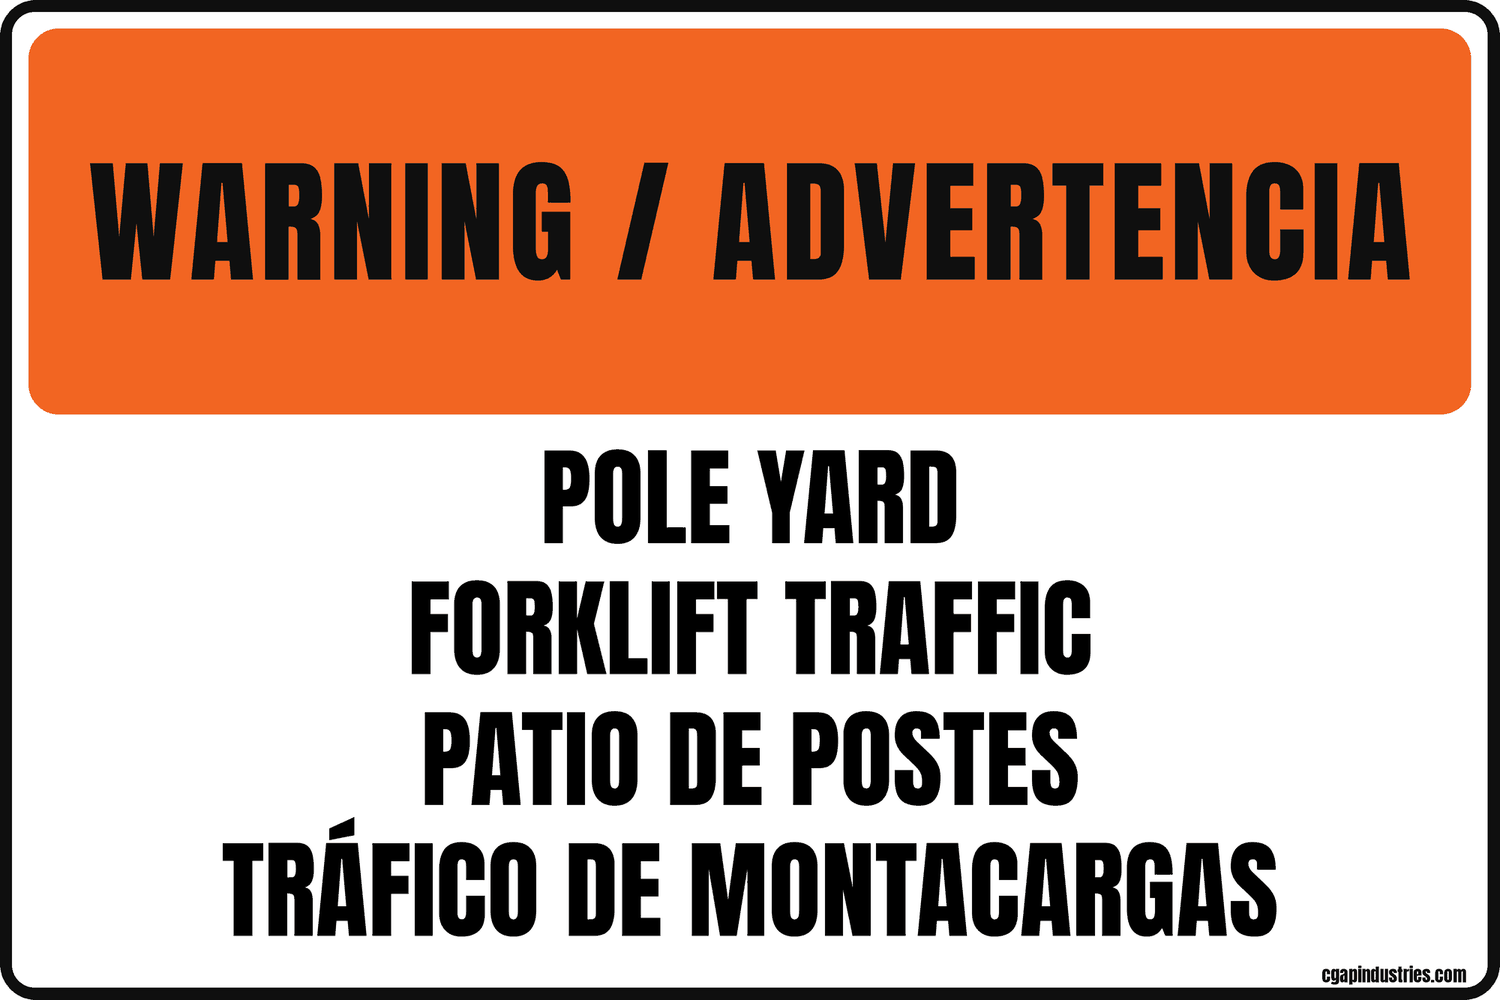 WARNING / ADVERTENCIA
POLE YARD
FORKLIFT TRAFFIC
PATIO DE POSTES
TRÁFICO DE MONTACARGAS
cgapindustries.com